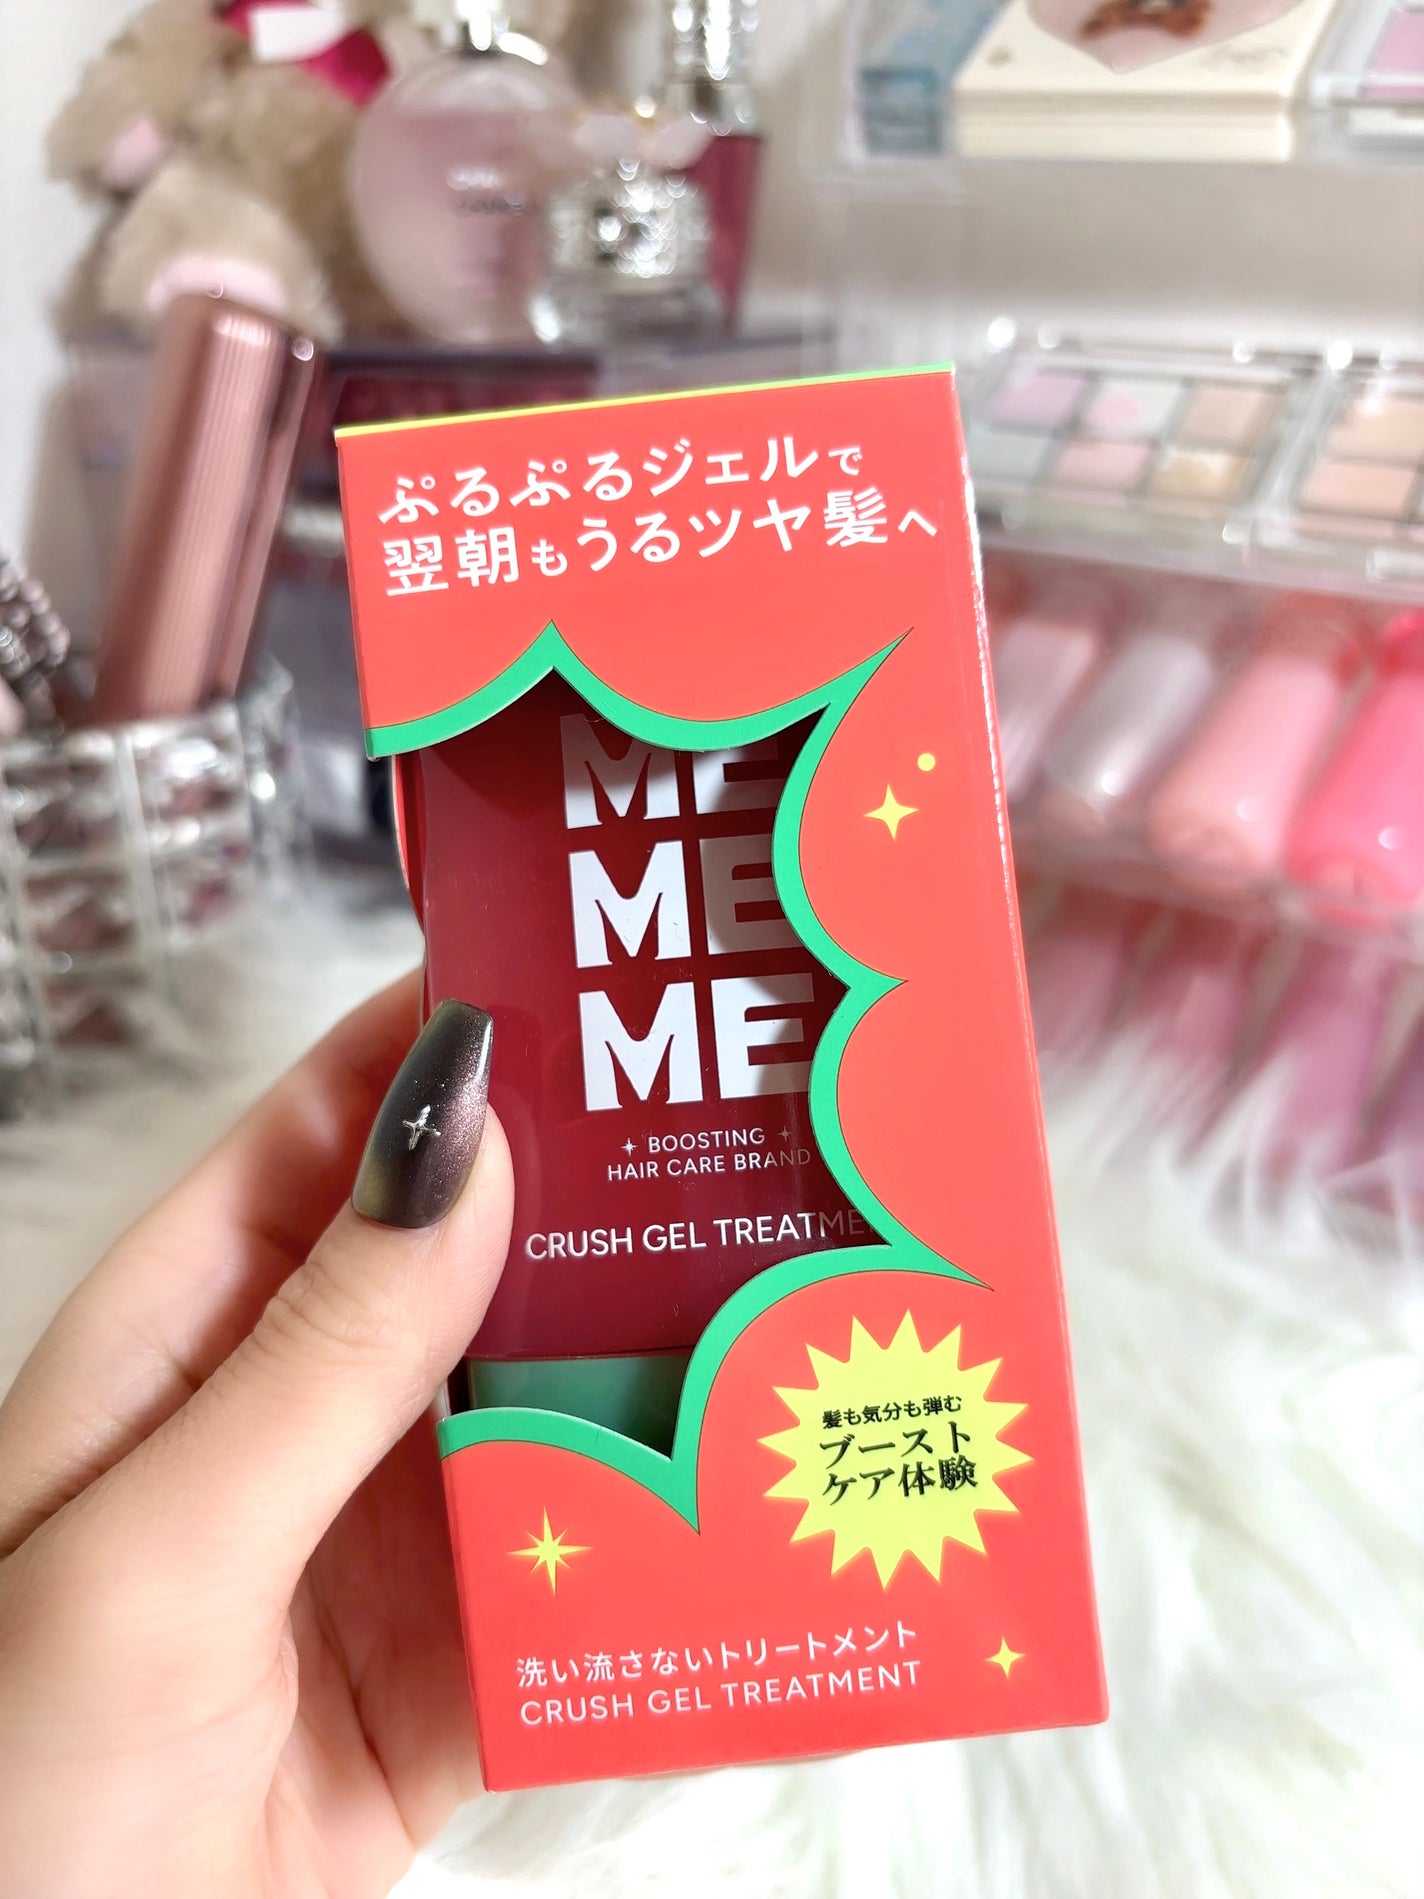 ぷるぷるジェルで
翌朝もうるツヤ髪へ
ME
ME
ME
BOOSTING
HAIR CARE BRAND
CRUSH GEL TREATME
髪も気分も弾む
ブースト
ケア体験
洗い流さないトリートメント
CRUSH GEL TREATMENT